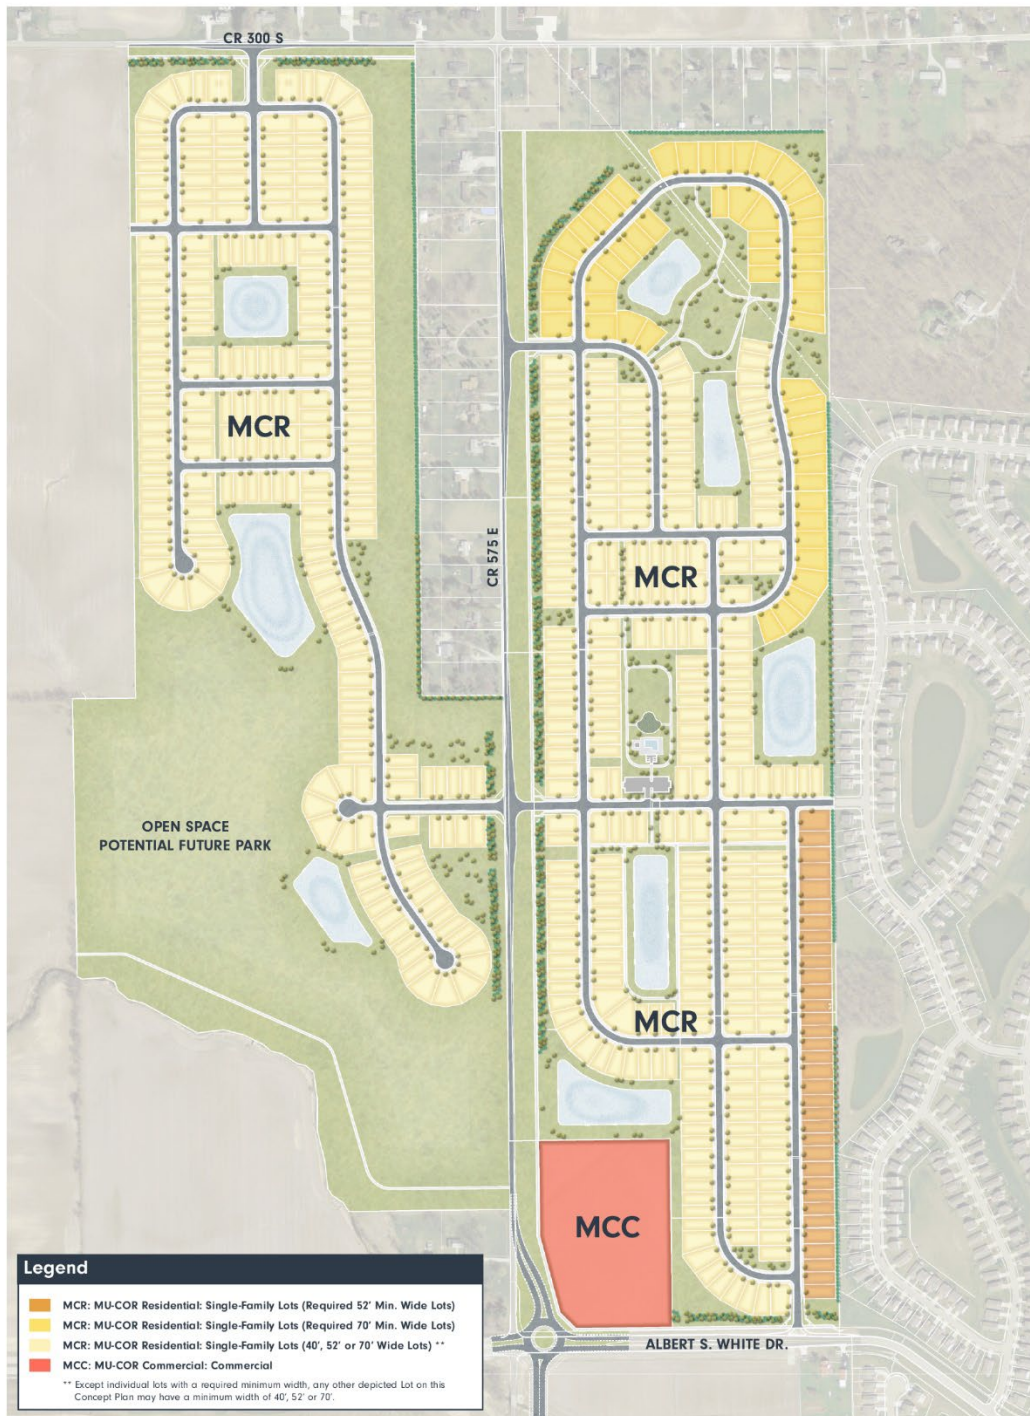 CR 300 S
MCR
CR 575 E
MCR
OPEN SPACE
POTENTIAL FUTURE PARK
MCR
MCC
Legend
MCR: MU-COR Residential: Single-Family Lots (Required 52' Min. Wide Lots)
MCR: MU-COR Residential: Single-Family Lots (Required 70' Min. Wide Lots)
MCR: MU-COR Residential: Single-Family Lots (40', 52' or 70' Wide Lots) **
MCC: MU-COR Commercial: Commercial
** Except individual lots with a required minimum width, any other depicted Lot on this
Concept Plan may have a minimum width of 40', 52' or 70'.
ALBERT S. WHITE DR.